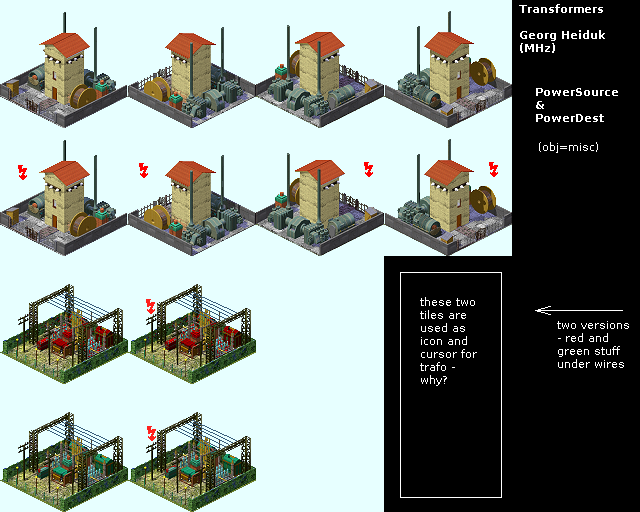 Transformers
Georg Heiduk
(MHz)
PowerSource
&
PowerDest
(obj=misc)
these two
tiles are
used as
icon and
cursor for
trafo -
why?
two versions
- red and
green stuff
under wires